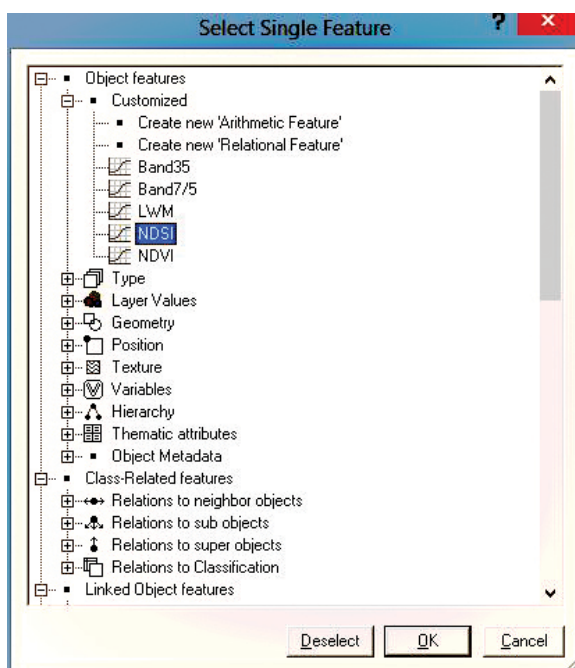 Select Single Feature
Object features
Customized
Create new 'Arithmetic Feature'
Create new 'Relational Feature'
Band35
Band7/5
LWM
NDSI
NDVI
Type
Layer Values
Geometry
Position
Texture
Variables
Hierarchy
Thematic attributes
Object Metadata
Class-Related features
Relations to neighbor objects
Relations to sub objects
Relations to super objects
Relations to Classification
Linked Object features
Deselect OK Cancel